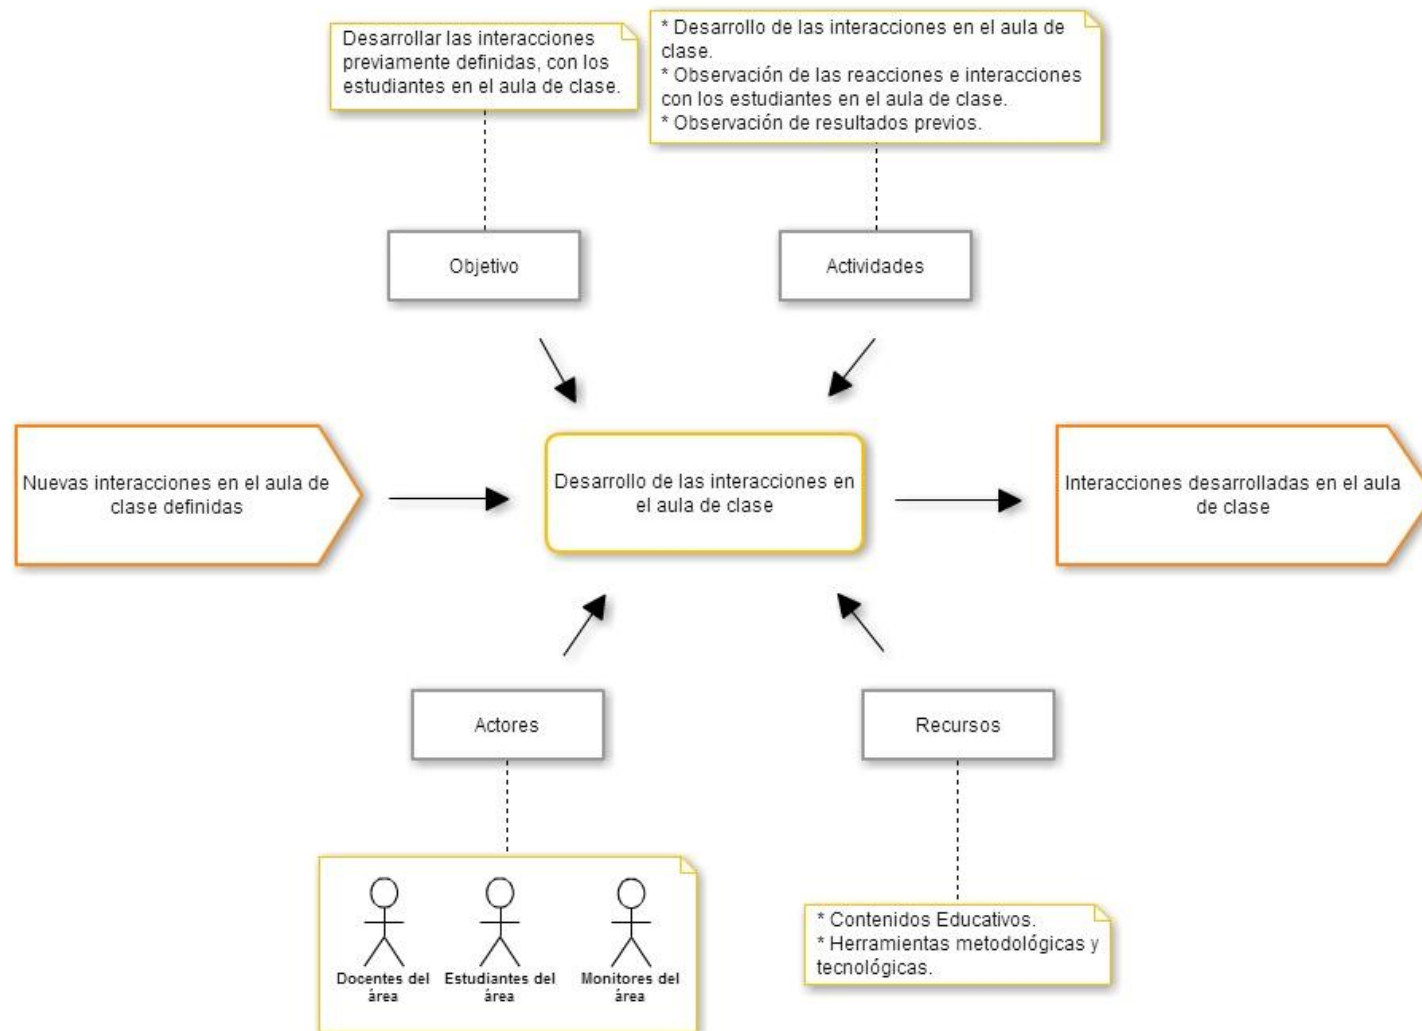 Desarrollar las interacciones
previamente definidas, con los
estudiantes en el aula de clase.
* Desarrollo de las interacciones en el aula de
clase.
* Observación de las reacciones e interacciones
con los estudiantes en el aula de clase.
* Observación de resultados previos.
Objetivo
Actividades
Nuevas interacciones en el aula de
clase definidas
Desarrollo de las interacciones en
el aula de clase
Interacciones desarrolladas en el aula
de clase
Actores
Recursos
Docentes del
área
Estudiantes del
área
Monitores del
área
* Contenidos Educativos.
* Herramientas metodológicas y
tecnológicas.